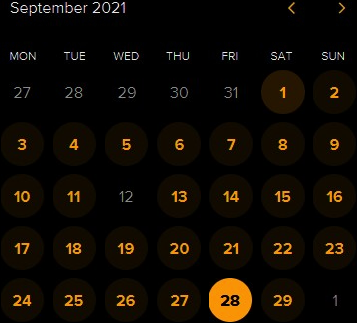 September 2021
MON TUE WED THU FRI SAT SUN
27 28 29 30 31 1 2
3 4 5 6 7 8 9
10 11 12 13 14 15 16
17 18 19 20 21 22 23
24 25 26 27 28 29 1